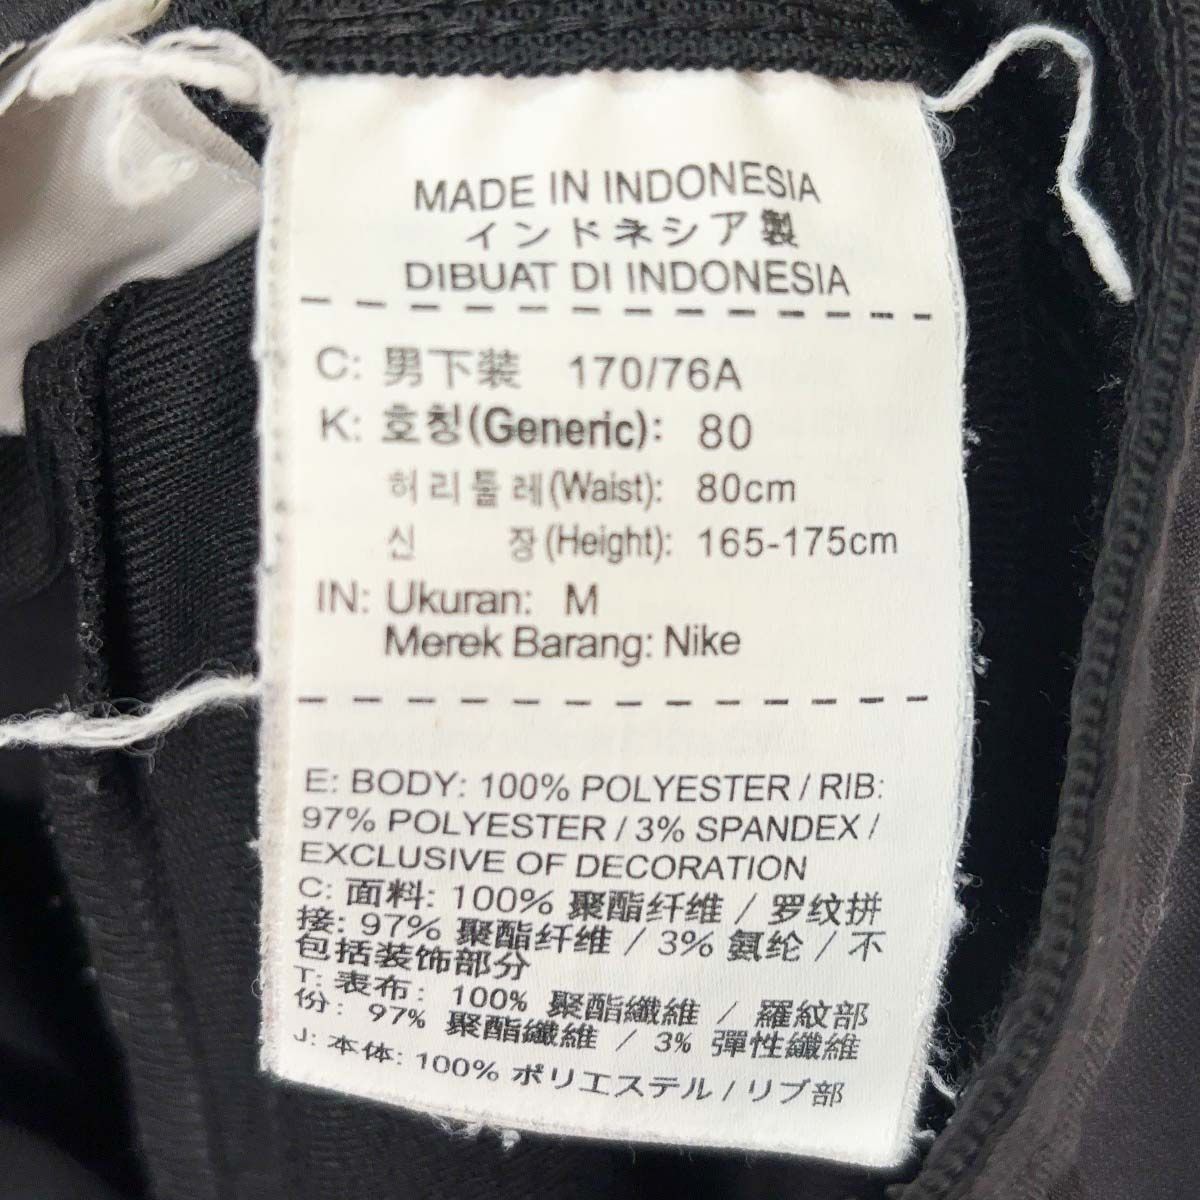 MADE IN INDONESIA
インドネシア製
DIBUAT DI INDONESIA
C: 男下装 170/76A
K: 호칭(Generic): 80
허리둘레(Waist): 80cm
신 장(Height): 165-175cm
IN: Ukuran: M
Merek Barang: Nike
E: BODY: 100% POLYESTER / RIB:
97% POLYESTER / 3% SPANDEX /
EXCLUSIVE OF DECORATION
C: 面料: 100% 聚酯纤维 / 罗纹拼
接: 97% 聚酯纤维 / 3% 氨纶 / 不
包括装饰部分
T: 表布: 100% 聚酯纖維 / 羅紋部
份: 97% 聚酯纖維 / 3% 彈性纖維
J: 本体: 100% ポリエステル / リブ部